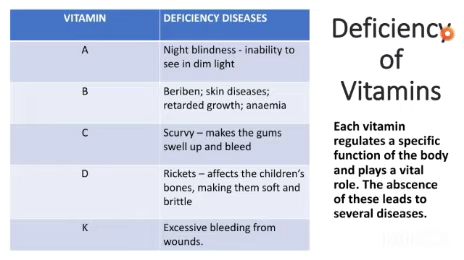 VITAMIN DEFICIENCY DISEASES
A Night blindness - inability to
see in dim light
B Beriben; skin diseases;
retarded growth; anaemia
C Scurvy – makes the gums
swell up and bleed
D Rickets – affects the children's
bones, making them soft and
brittle
K Excessive bleeding from
wounds.
Deficiency
of
Vitamins
Each vitamin
regulates a specific
function of the body
and plays a vital
role. The abscence
of these leads to
several diseases.